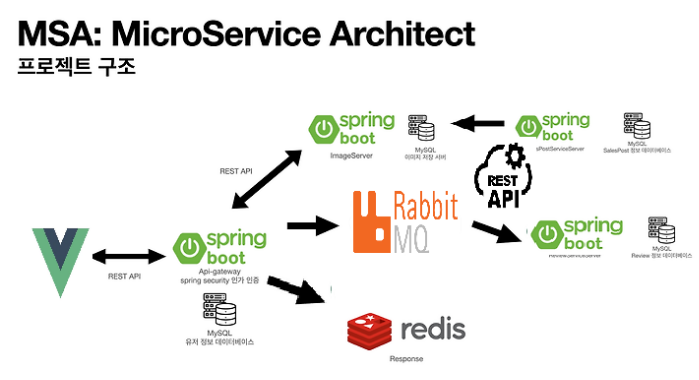 MSA: MicroService Architect
프로젝트 구조
spring
boot
ImageServer
MySQL
이미지 저장 서버
spring
boot
sPostServiceServer
MySQL
SalesPost 정보 데이터베이스
REST API
REST
API
Rabbit
MQ
spring
boot
MySQL
Review 정보 데이터베이스
REST API
spring
boot
Api-gateway
spring security 인가 인증
MySQL
유저 정보 데이터베이스
redis
Response